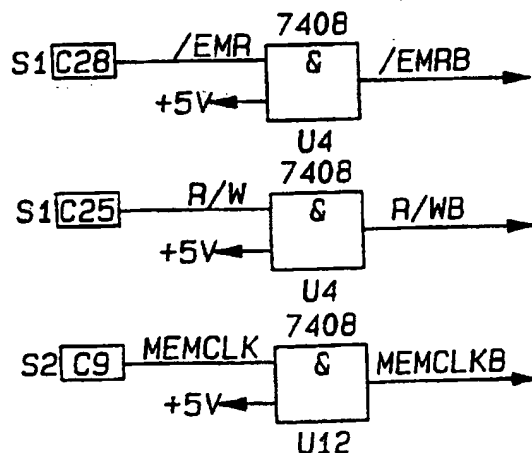 7408
/EMR
&
/EMRB
S1 C28
+5V
U4
7408
R/W
&
R/WB
S1 C25
+5V
U4
7408
MEMCLK
&
MEMCLKB
S2 C9
+5V
U12